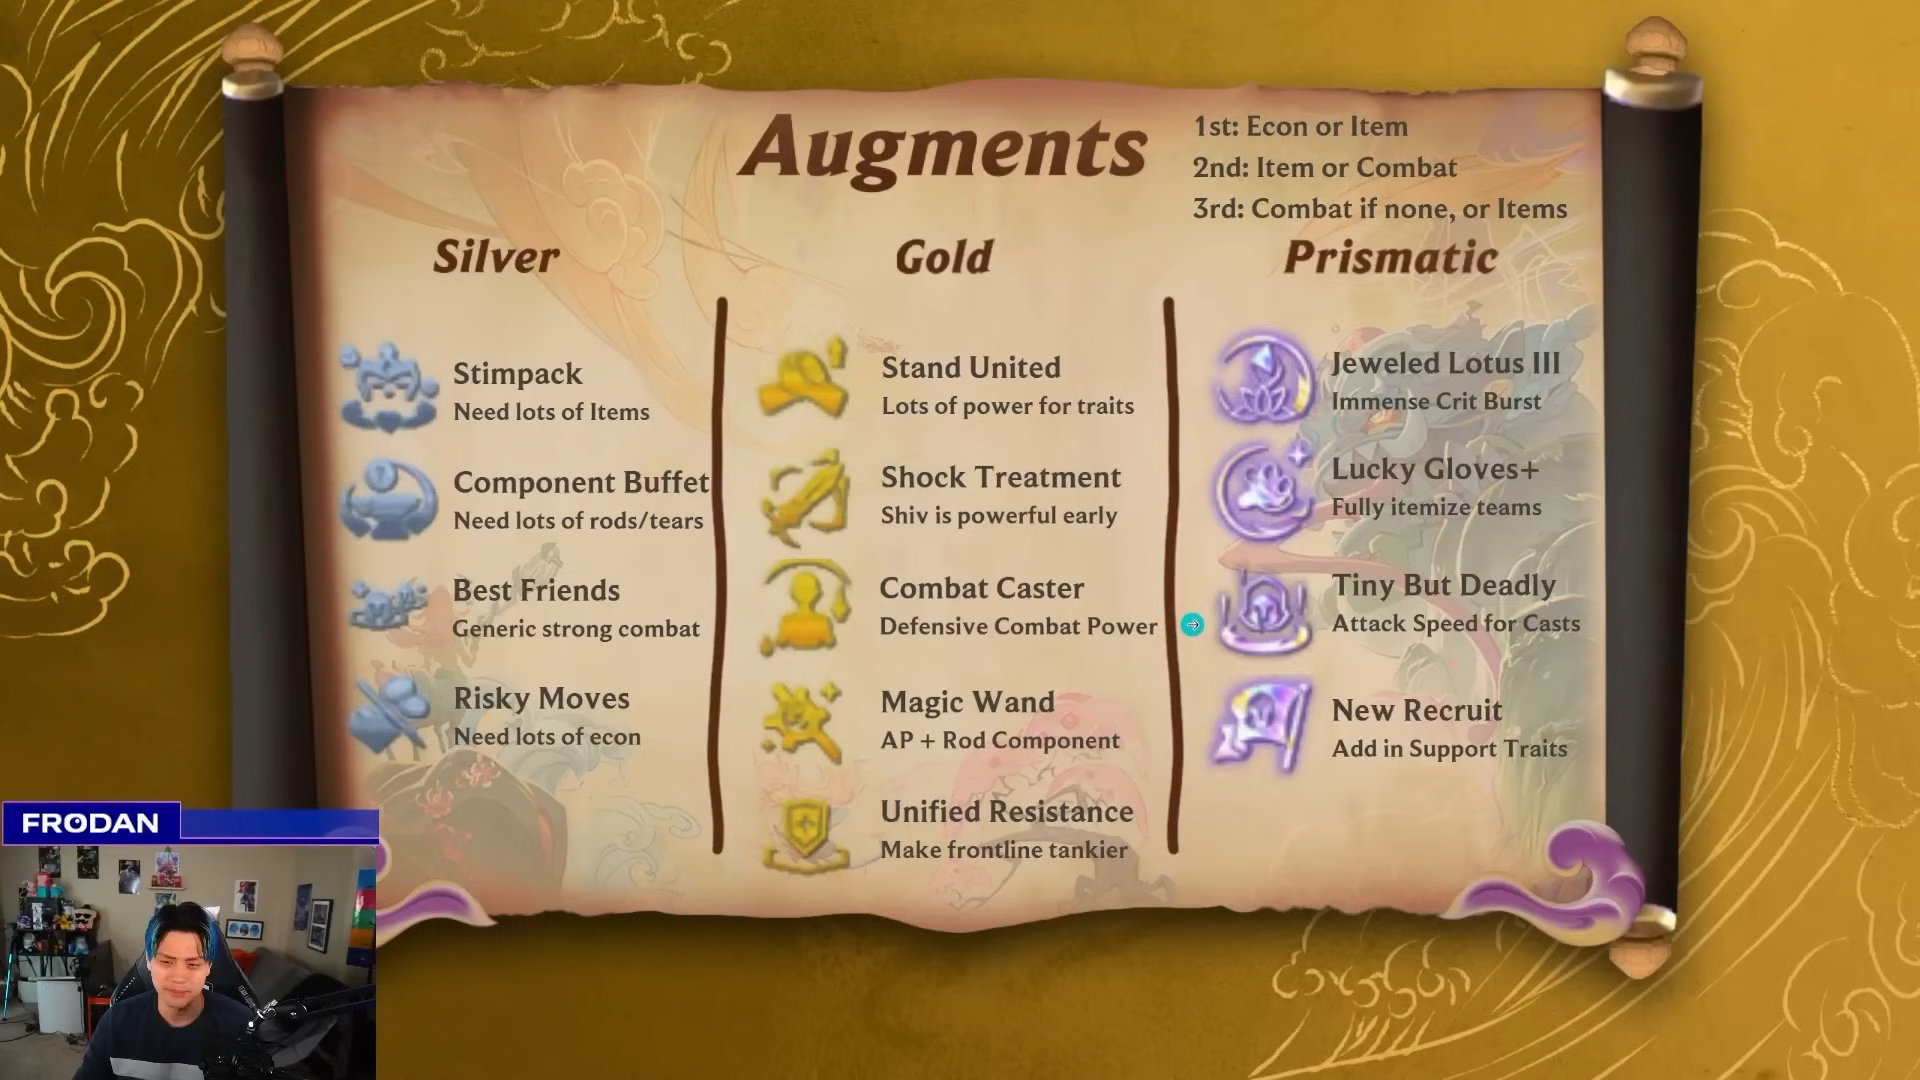 Augments
1st: Econ or Item
2nd: Item or Combat
3rd: Combat if none, or Items
Silver
Stimpack
Need lots of Items
Component Buffet
Need lots of rods/tears
Best Friends
Generic strong combat
Risky Moves
Need lots of econ
Gold
Stand United
Lots of power for traits
Shock Treatment
Shiv is powerful early
Combat Caster
Defensive Combat Power
Magic Wand
AP + Rod Component
Unified Resistance
Make frontline tankier
Prismatic
Jeweled Lotus III
Immense Crit Burst
Lucky Gloves+
Fully itemize teams
Tiny But Deadly
Attack Speed for Casts
New Recruit
Add in Support Traits
FRODAN